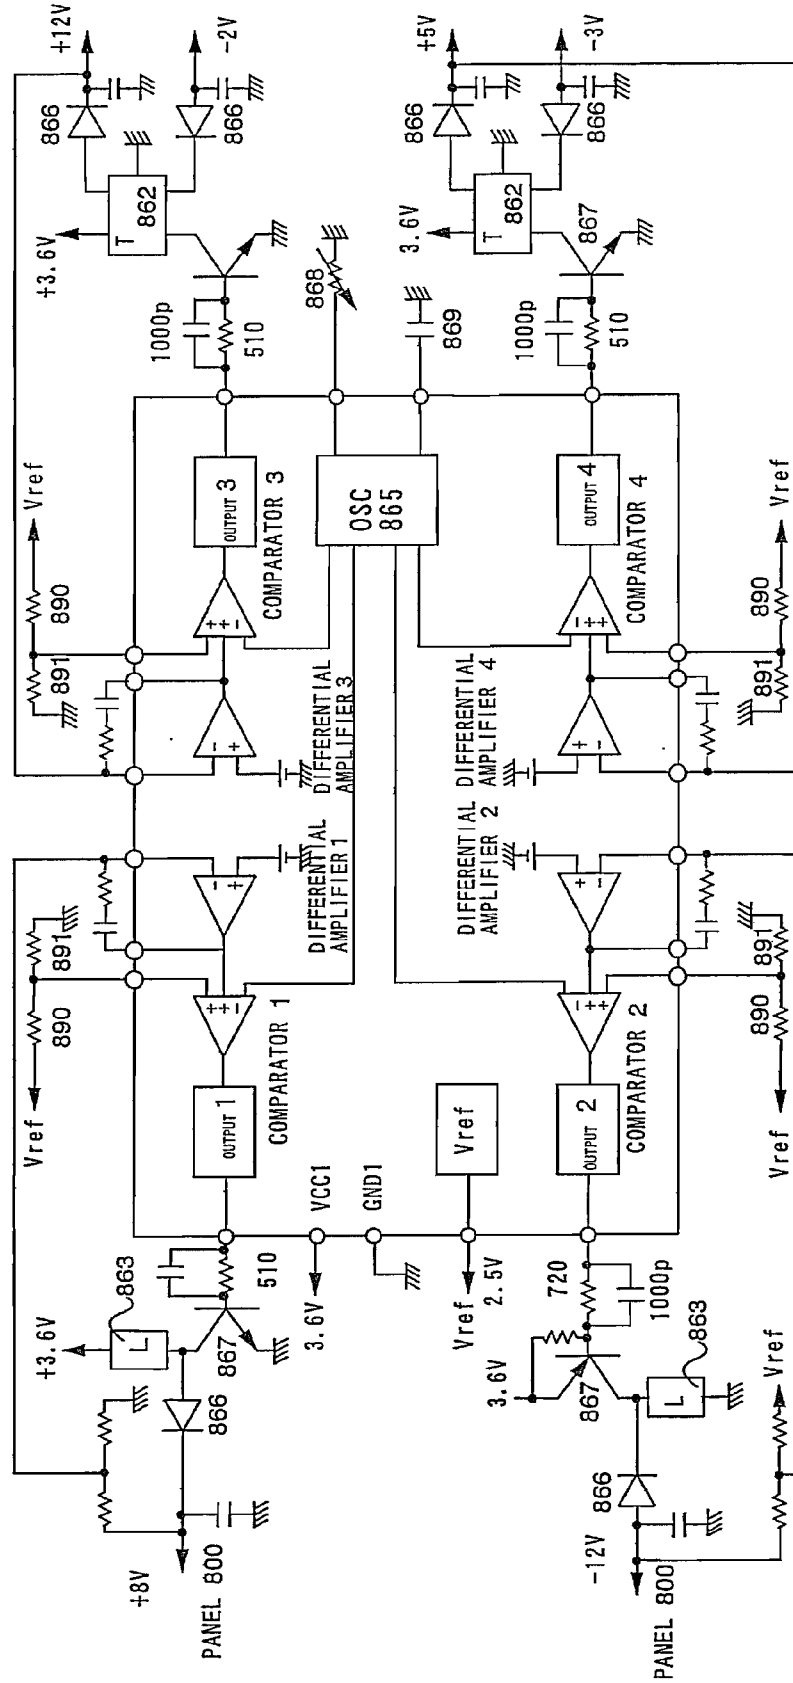 Vref
890
891
891
890
Vref
+12V
866
+3.6V
T
862
-2V
866
+3.6V
863
L
+8V
PANEL 800
866
867
510
1000p
510
OUTPUT 1
COMPARATOR 1
DIFFERENTIAL
AMPLIFIER 1
DIFFERENTIAL
AMPLIFIER 3
COMPARATOR 3
OUTPUT 3
VCC1
3.6V
GND1
868
OSC
865
869
Vref
Vref
2.5V
DIFFERENTIAL
AMPLIFIER 2
DIFFERENTIAL
AMPLIFIER 4
3.6V
T
862
+5V
866
-3V
866
867
3.6V
720
1000p
867
L
863
866
-12V
PANEL 800
OUTPUT 2
COMPARATOR 2
COMPARATOR 4
OUTPUT 4
1000p
510
Vref
Vref
890
891
891
890
Vref